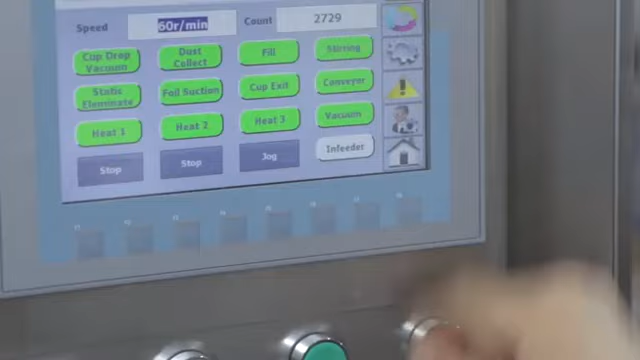 Speed 60r/min Count 2729
Cup Drop
Vacuum
Dust
Collect
Fill
Stirring
Static
Eleminate
Foil Suction
Cup Exit
Conveyor
Heat 1
Heat 2
Heat 3
Vacuum
Stop
Stop
Jog
Infeeder